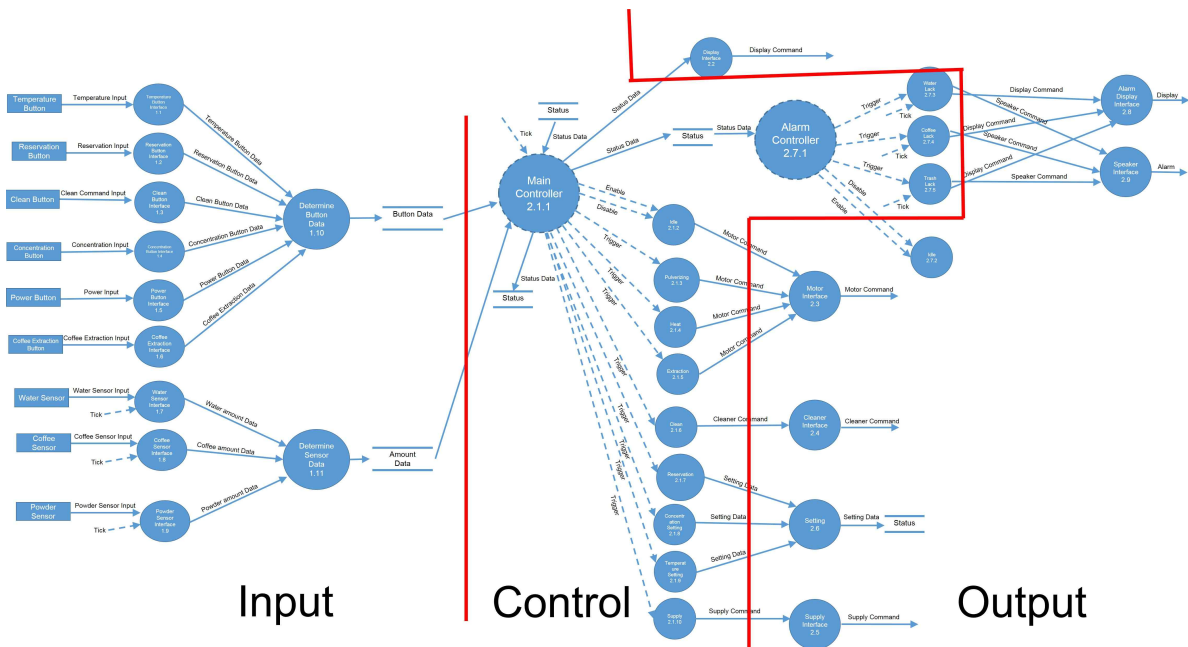 Temperature
Button
Temperature Input
Temperature
Button
Interface
1.1
Temperature Button Data
Reservation Button
Reservation Input
Reservation
Button
Interface
1.2
Reservation Button Data
Clean Button
Clean Command Input
Clean
Button
Interface
1.3
Clean Button Data
Concentration
Button
Concentration Input
Concentration
Button Interface
1.4
Concentration Button Data
Power Button
Power Input
Power
Button
Interface
1.5
Power Button Data
Coffee Extraction
Button
Coffee Extraction Input
Coffee
Extraction
Interface
Coffee Extraction Data
Determine
Button
Data
1.10
Button Data
Water Sensor
Water Sensor Input
Tick
Water
Sensor
Interface
1.7
Water amount Data
Coffee
Sensor
Coffee Sensor Input
Tick
Coffee
Sensor
Interface
Coffee amount Data
Powder
Sensor
Powder Sensor Input
Tick
Powder
Sensor
Interface
1.9
Powder amount Data
Determine
Sensor
Data
1.11
Amount
Data
Input
Status
Status Data
Tick
Main
Controller
2.1.1
Status Data
Status
Status Data
Display
Interface
2.2
Display Command
Status Data
Status
Status Data
Alarm
Controller
2.7.1
Trigger
Tick
Water
Lack
2.7.3
Trigger
Tick
Coffee
Lack
2.7.4
Trigger
Tick
Trash
Lack
2.7.5
Disable
Enable
Idle
2.7.2
Display Command
Speaker Command
Display Command
Speaker Command
Display Command
Speaker Command
Alarm
Display
Interface
2.8
Display
Speaker
Interface
2.9
Alarm
Enable
Disable
Idle
2.1.2
Motor Command
Trigger
Pulverizing
2.1.3
Motor Command
Trigger
Heat
2.1.4
Motor Command
Trigger
Extraction
2.1.5
Motor Command
Motor
Interface
2.3
Motor Command
Trigger
Clean
2.1.6
Cleaner Command
Cleaner
Interface
2.4
Cleaner Command
Trigger
Reservation
2.1.7
Setting Data
Trigger
Concentr
ation
Setting
2.1.8
Setting Data
Trigger
Temperat
ure
Setting
2.1.9
Setting Data
Setting
2.6
Setting Data
Status
Trigger
Supply
2.1.10
Supply Command
Supply
Interface
2.5
Supply Command
Control
Output